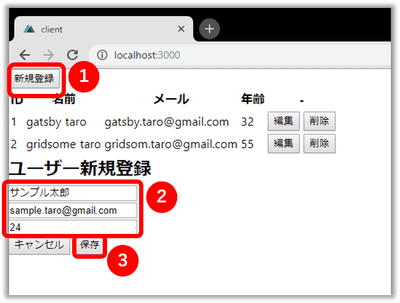 client
localhost:3000
新規登録 1
ID 名前 メール 年齢 -
1 gatsby taro gatsby.taro@gmail.com 32 編集 削除
2 gridsome taro gridsom.taro@gmail.com 55 編集 削除
ユーザー新規登録
サンプル太郎
sample.taro@gmail.com 2
24
キャンセル 保存
3